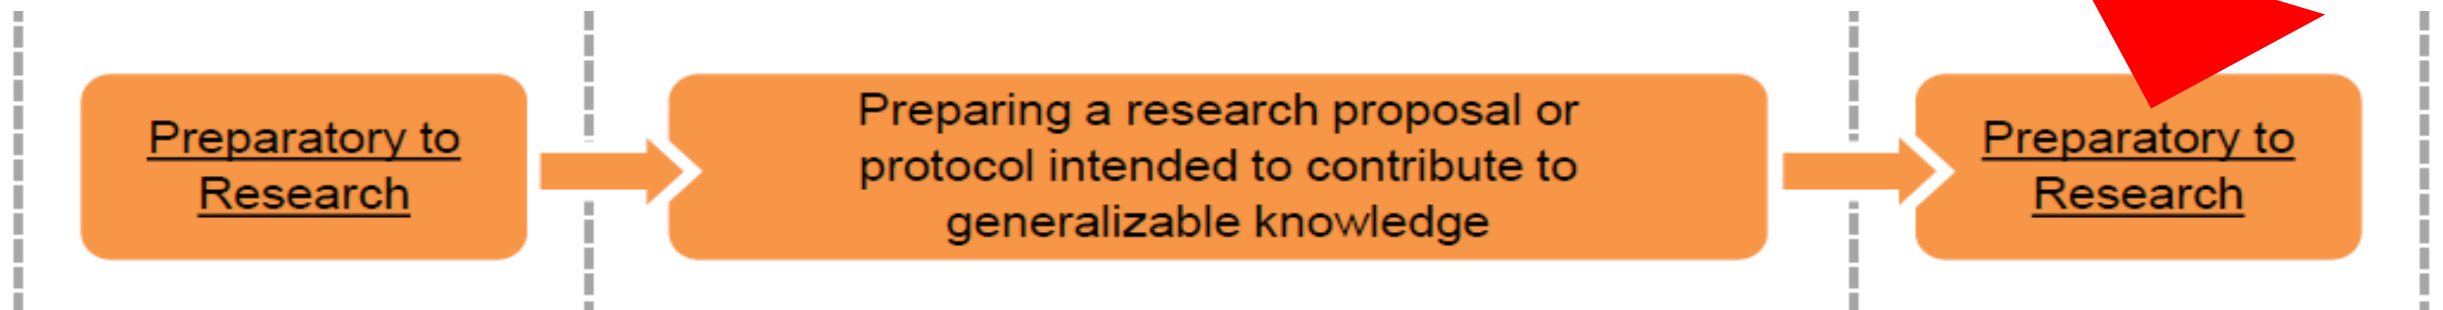 Preparatory to
Research
Preparing a research proposal or
protocol intended to contribute to
generalizable knowledge
Preparatory to
Research